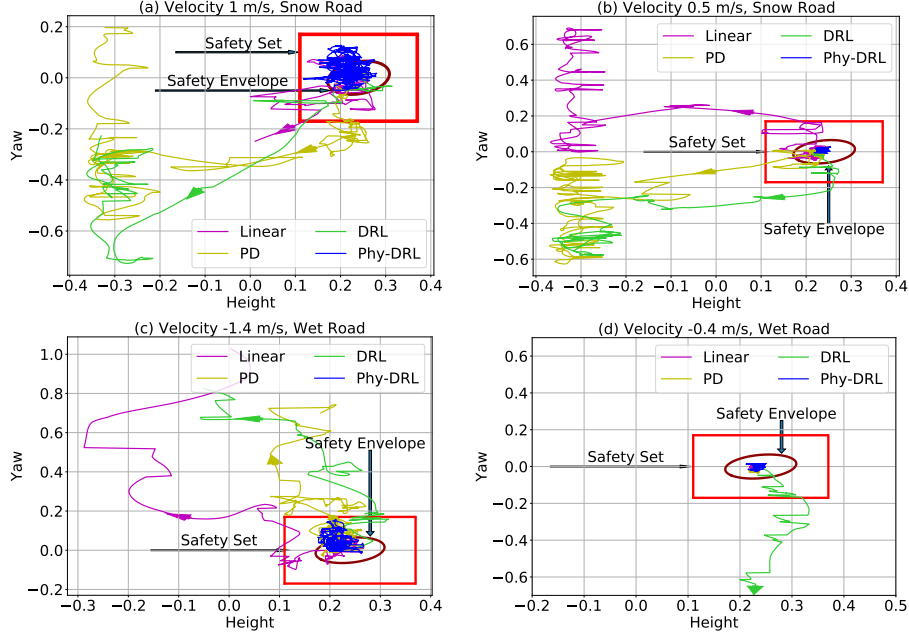 (a) Velocity 1 m/s, Snow Road
Yaw
0.2
0.0
−0.2
−0.4
−0.6
Safety Set
Safety Envelope
Linear
PD
DRL
Phy-DRL
−0.4 −0.3 −0.2 −0.1 0.0 0.1 0.2 0.3 0.4
Height
(b) Velocity 0.5 m/s, Snow Road
Yaw
0.6
0.4
0.2
0.0
−0.2
−0.4
−0.6
Linear
PD
DRL
Phy-DRL
Safety Set
Safety Envelope
−0.4 −0.3 −0.2 −0.1 0.0 0.1 0.2 0.3 0.4
Height
(c) Velocity -1.4 m/s, Wet Road
Yaw
1.0
0.8
0.6
0.4
0.2
0.0
−0.2
Linear
PD
DRL
Phy-DRL
Safety Envelope
Safety Set
−0.3 −0.2 −0.1 0.0 0.1 0.2 0.3 0.4
Height
(d) Velocity -0.4 m/s, Wet Road
Yaw
0.6
0.4
0.2
0.0
−0.2
−0.4
−0.6
Linear
PD
DRL
Phy-DRL
Safety Envelope
Safety Set
−0.2 −0.1 0.0 0.1 0.2 0.3 0.4 0.5
Height